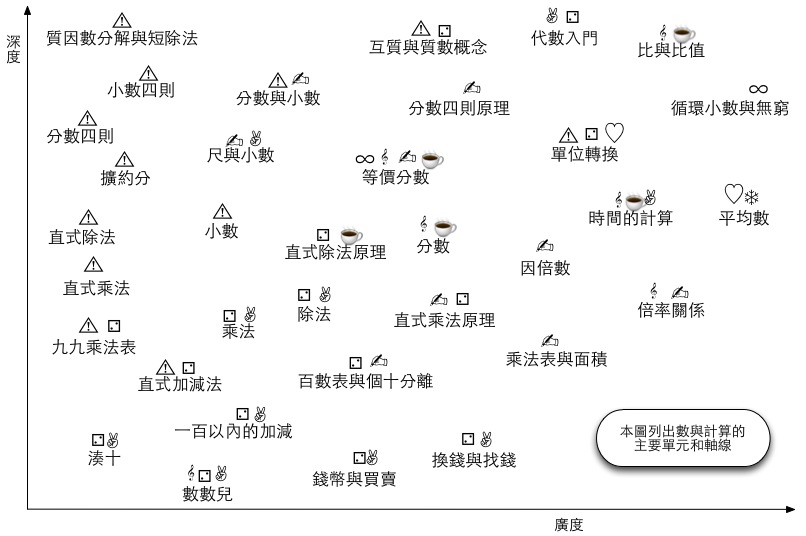 深度
質因數分解與短除法
互質與質數概念
代數入門
比與比值
小數四則
分數與小數
分數四則原理
循環小數與無窮
分數四則
尺與小數
單位轉換
擴約分
等價分數
時間的計算
平均數
直式除法
小數
直式除法原理
分數
因倍數
直式乘法
倍率關係
乘法
除法
直式乘法原理
九九乘法表
乘法表與面積
直式加減法
百數表與個十分離
一百以內的加減
本圖列出數與計算的
主要單元和軸線
湊十
換錢與找錢
錢幣與買賣
數數兒
廣度